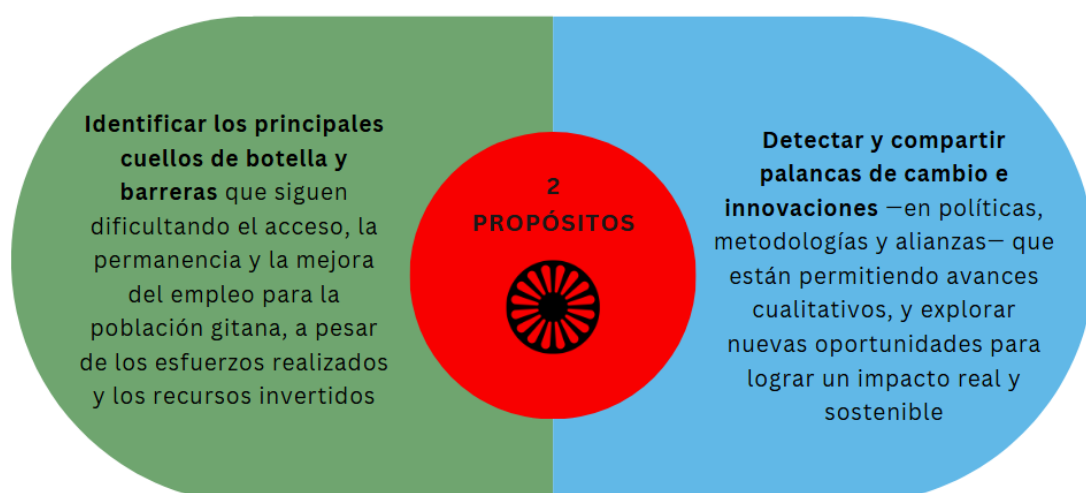 Identificar los principales
cuellos de botella y
barreras que siguen
dificultando el acceso, la
permanencia y la mejora
del empleo para la
población gitana, a pesar
de los esfuerzos realizados
y los recursos invertidos
2
PROPÓSITOS
Detectar y compartir
palancas de cambio e
innovaciones —en políticas,
metodologías y alianzas— que
están permitiendo avances
cualitativos, y explorar
nuevas oportunidades para
lograr un impacto real y
sostenible